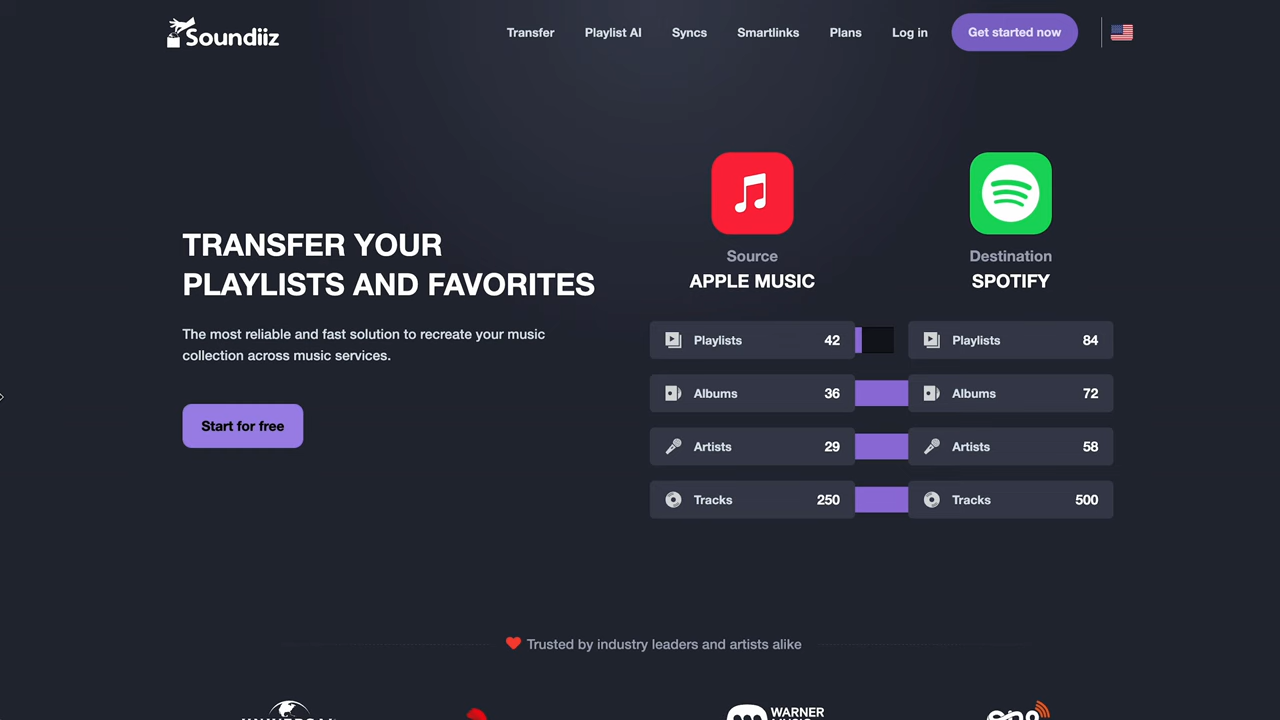 Soundiiz
Transfer
Playlist AI
Syncs
Smartlinks
Plans
Log in
Get started now
TRANSFER YOUR
PLAYLISTS AND FAVORITES
The most reliable and fast solution to recreate your music
collection across music services.
Start for free
Source
APPLE MUSIC
Destination
SPOTIFY
Playlists 42
Playlists 84
Albums 36
Albums 72
Artists 29
Artists 58
Tracks 250
Tracks 500
Trusted by industry leaders and artists alike
WARNER